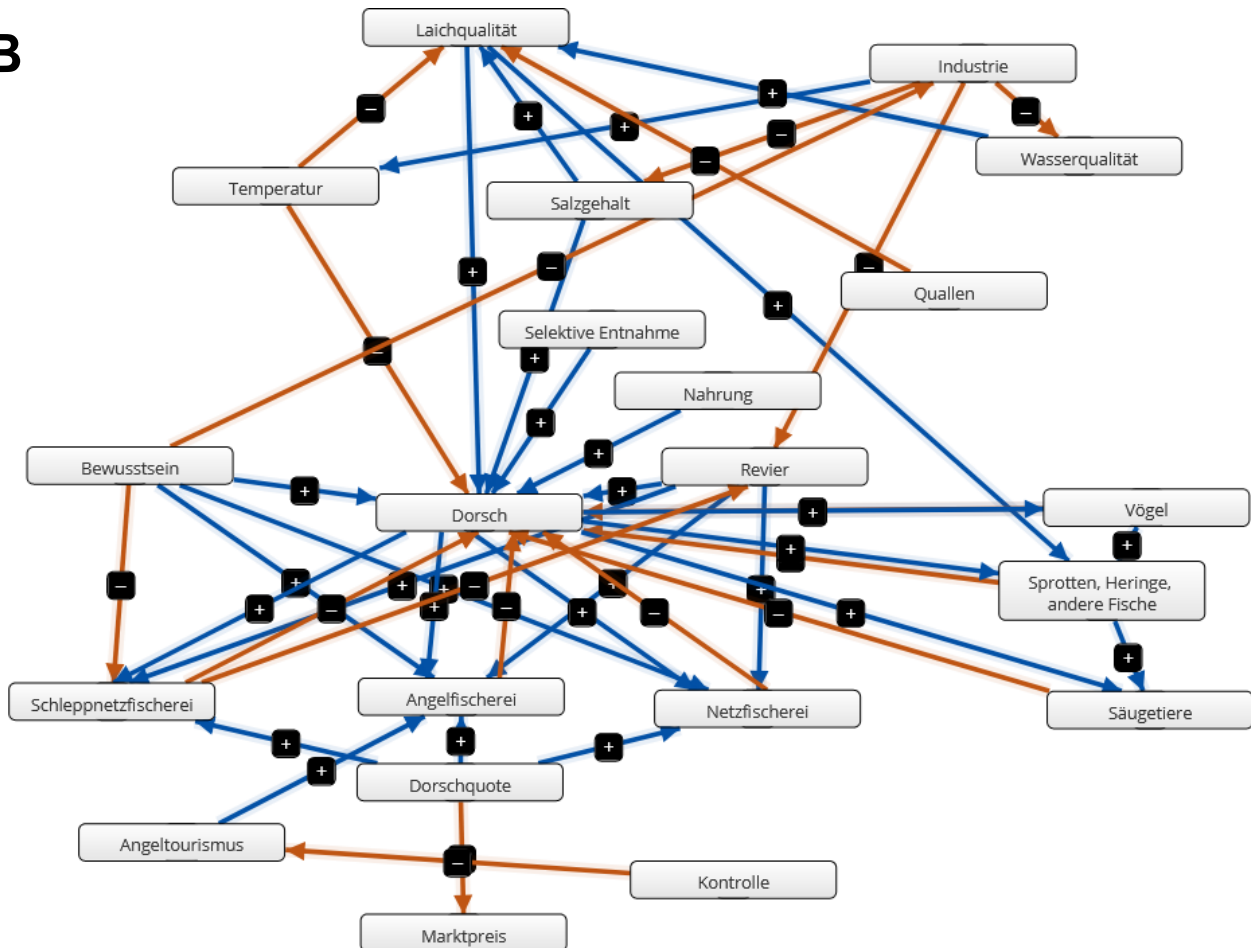 B
Laichqualität
Industrie
Wasserqualität
Temperatur
Salzgehalt
Quallen
Selektive Entnahme
Nahrung
Bewusstsein
Revier
Dorsch
Vögel
Sprotten, Heringe,
andere Fische
Schleppnetzfischerei
Angelfischerei
Netzfischerei
Säugetiere
Dorschquote
Angeltourismus
Kontrolle
Marktpreis